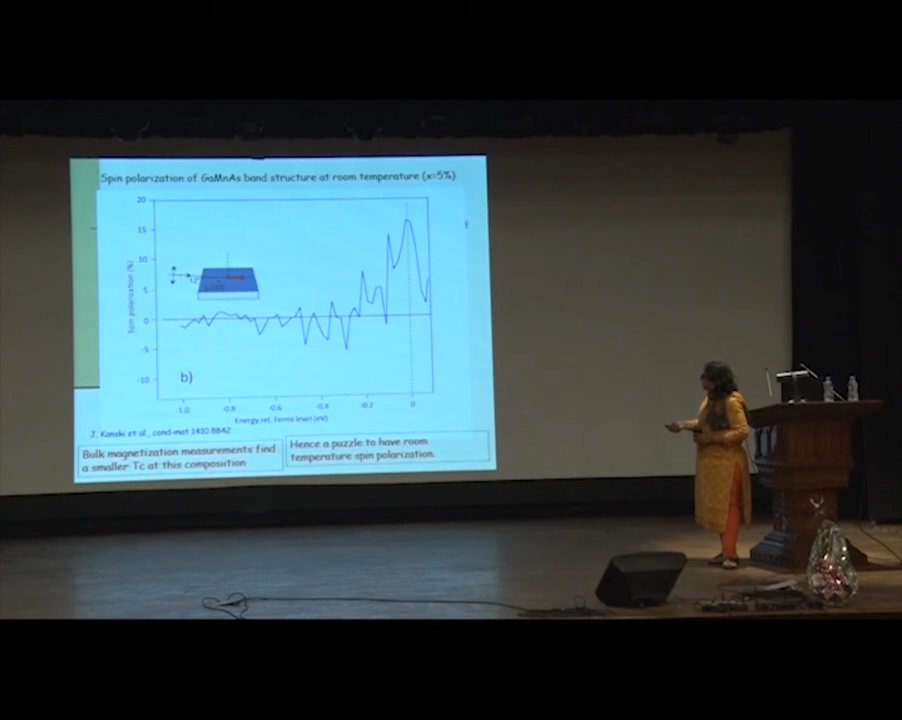 Spin polarization of GaMnAs band structure at room temperature (x=5%)
20
15
10
5
0
-5
-10
Spin polarization (%)
b)
-1.0 -0.8 -0.6 -0.4 -0.2 0
Energy rel. Fermi level (eV)
J. Kanski et al., cond-mat 1410.8842
Bulk magnetization measurements find
a smaller Tc at this composition
Hence a puzzle to have room
temperature spin polarization.